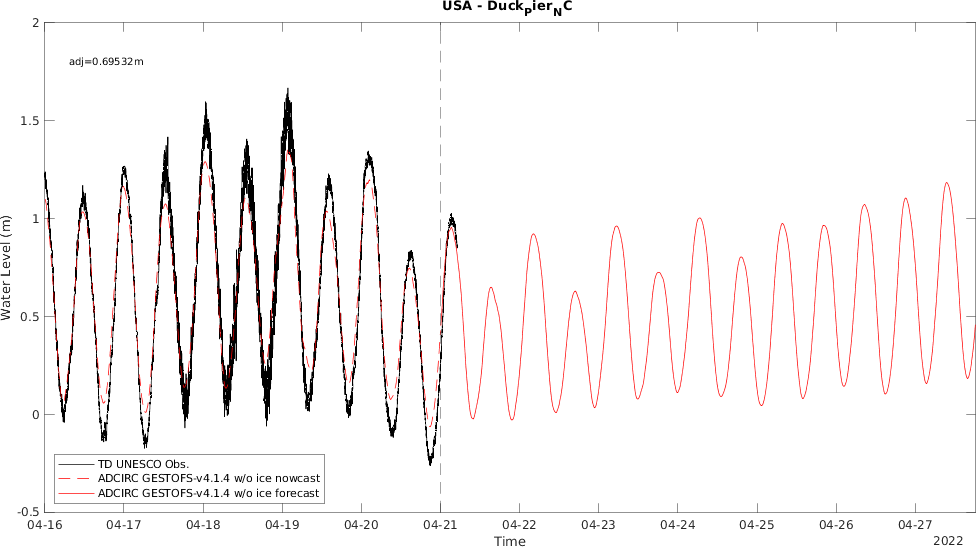 USA - DuckPierNC
2
1.5
1
0.5
0
-0.5
Water Level (m)
adj=0.69532m
TD UNESCO Obs.
ADCIRC GESTOFS-v4.1.4 w/o ice nowcast
ADCIRC GESTOFS-v4.1.4 w/o ice forecast
04-16 04-17 04-18 04-19 04-20 04-21 04-22 04-23 04-24 04-25 04-26 04-27
Time
2022